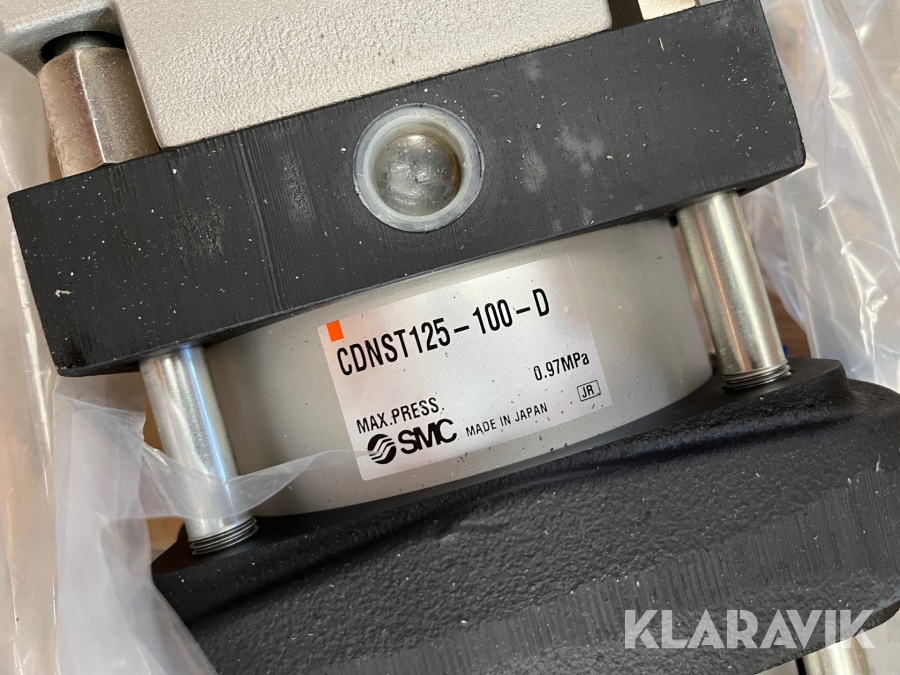 CDNST125-100-D
MAX.PRESS. 0.97MPa
SMC MADE IN JAPAN JR
KLARAVIK